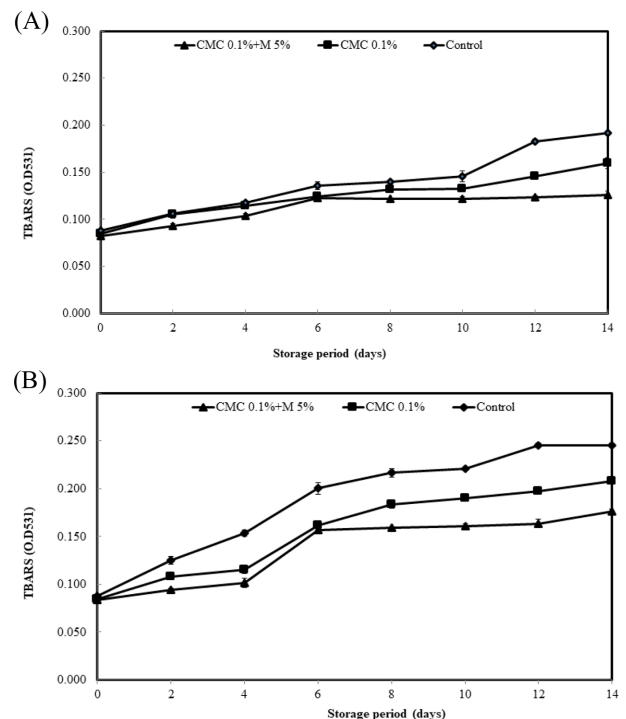 (A)
0.300
CMC 0.1%+M 5% CMC 0.1% Control
0.250
0.200
TBARS (O.D531)
0.150
0.100
0.050
0.000
0 2 4 6 8 10 12 14
Storage period (days)
(B)
0.300
CMC 0.1%+M 5% CMC 0.1% Control
0.250
0.200
TBARS (O.D531)
0.150
0.100
0.050
0.000
0 2 4 6 8 10 12 14
Storage period (days)